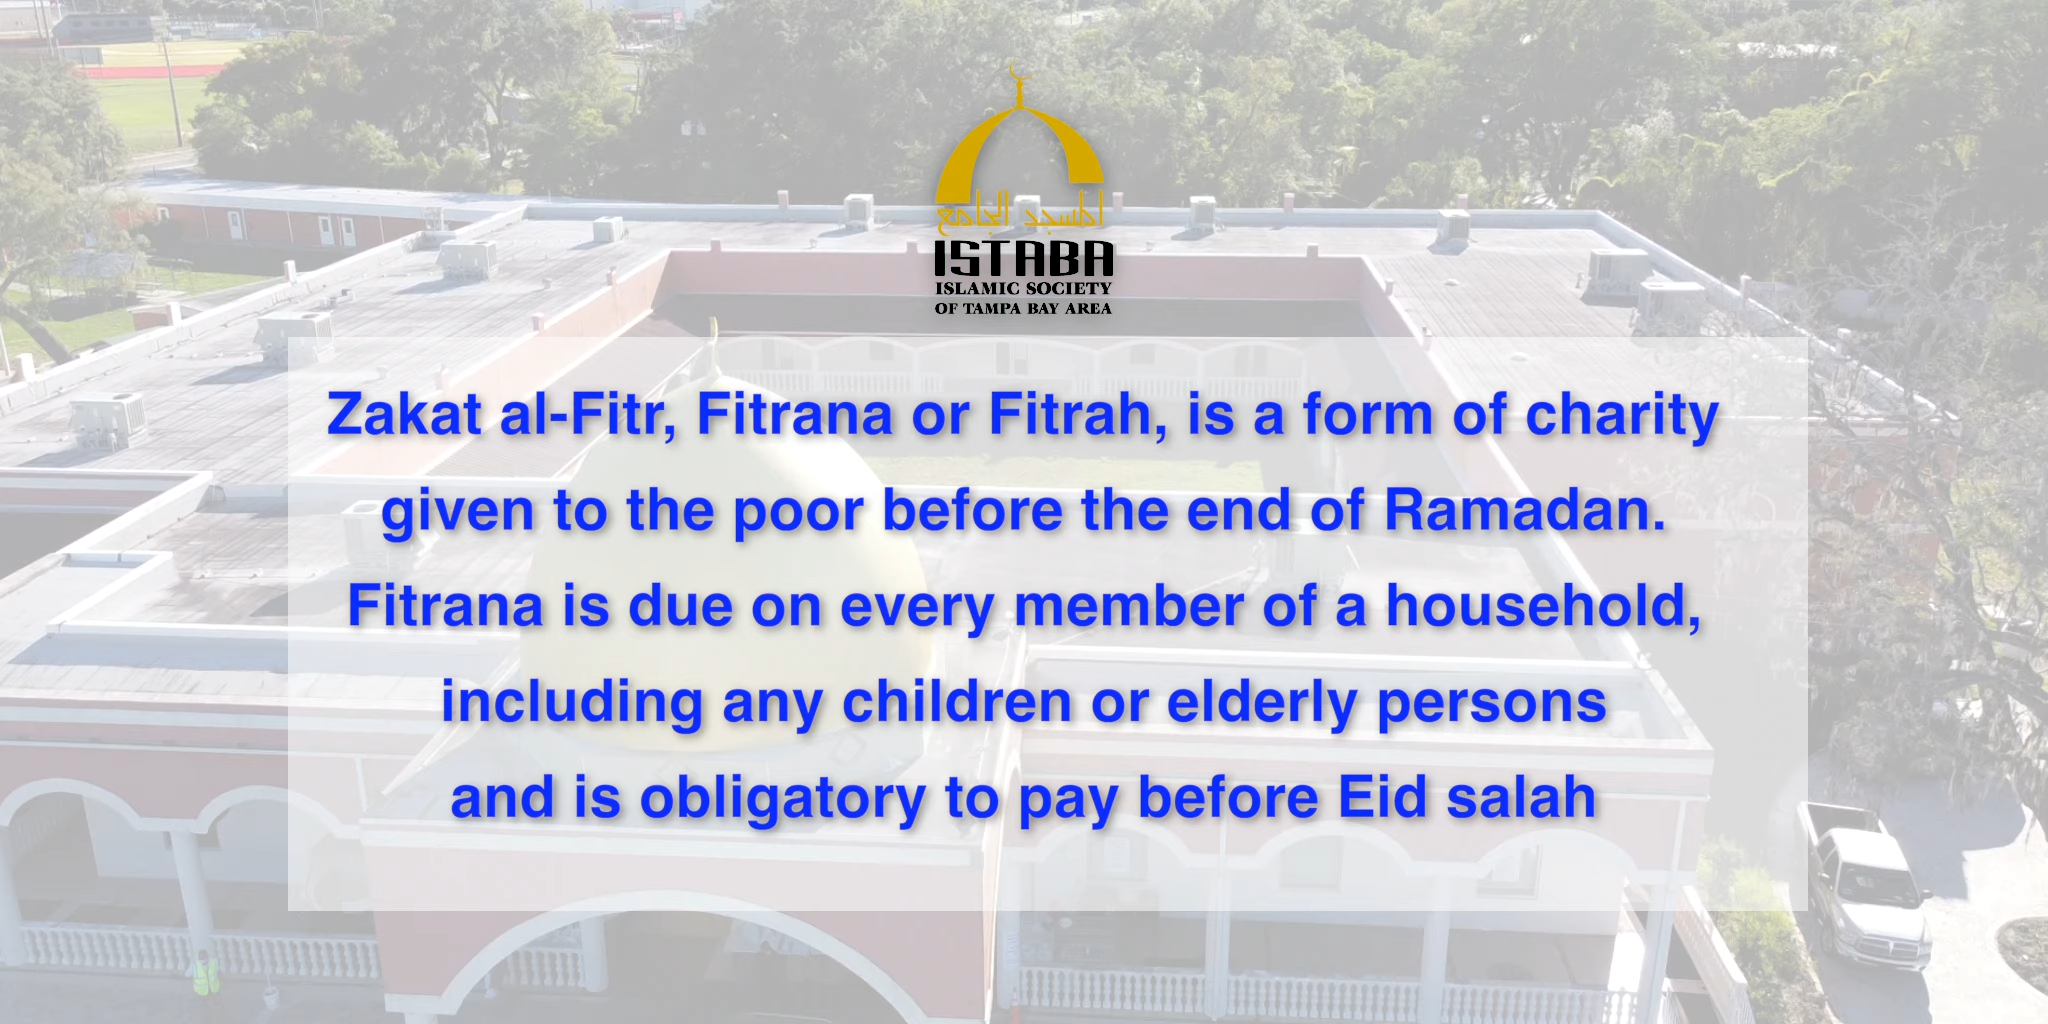 المسجد الجامع
ISTABA
ISLAMIC SOCIETY
OF TAMPA BAY AREA
Zakat al-Fitr, Fitrana or Fitrah, is a form of charity
given to the poor before the end of Ramadan.
Fitrana is due on every member of a household,
including any children or elderly persons
and is obligatory to pay before Eid salah